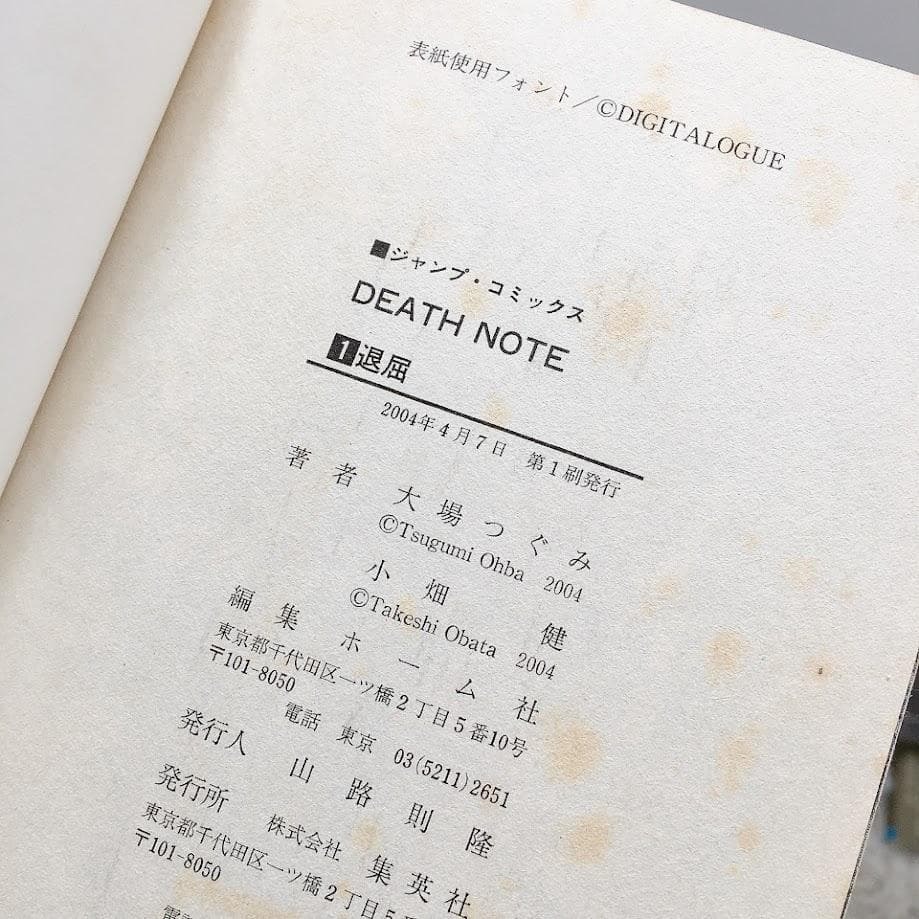 表紙使用フォント／©DIGITALOGUE
■ジャンプ・コミックス
DEATH NOTE
1退屈
2004年4月7日 第1刷発行
著者 大場つぐみ
©Tsugumi Ohba 2004
小畑 健
©Takeshi Obata 2004
編集 ホーム社
東京都千代田区一ツ橋2丁目5番10号
〒101-8050
電話 東京 03(5211)2651
発行人 山路則隆
発行所 株式会社 集英社
東京都千代田区一ツ橋2丁目5
〒101-8050
電話